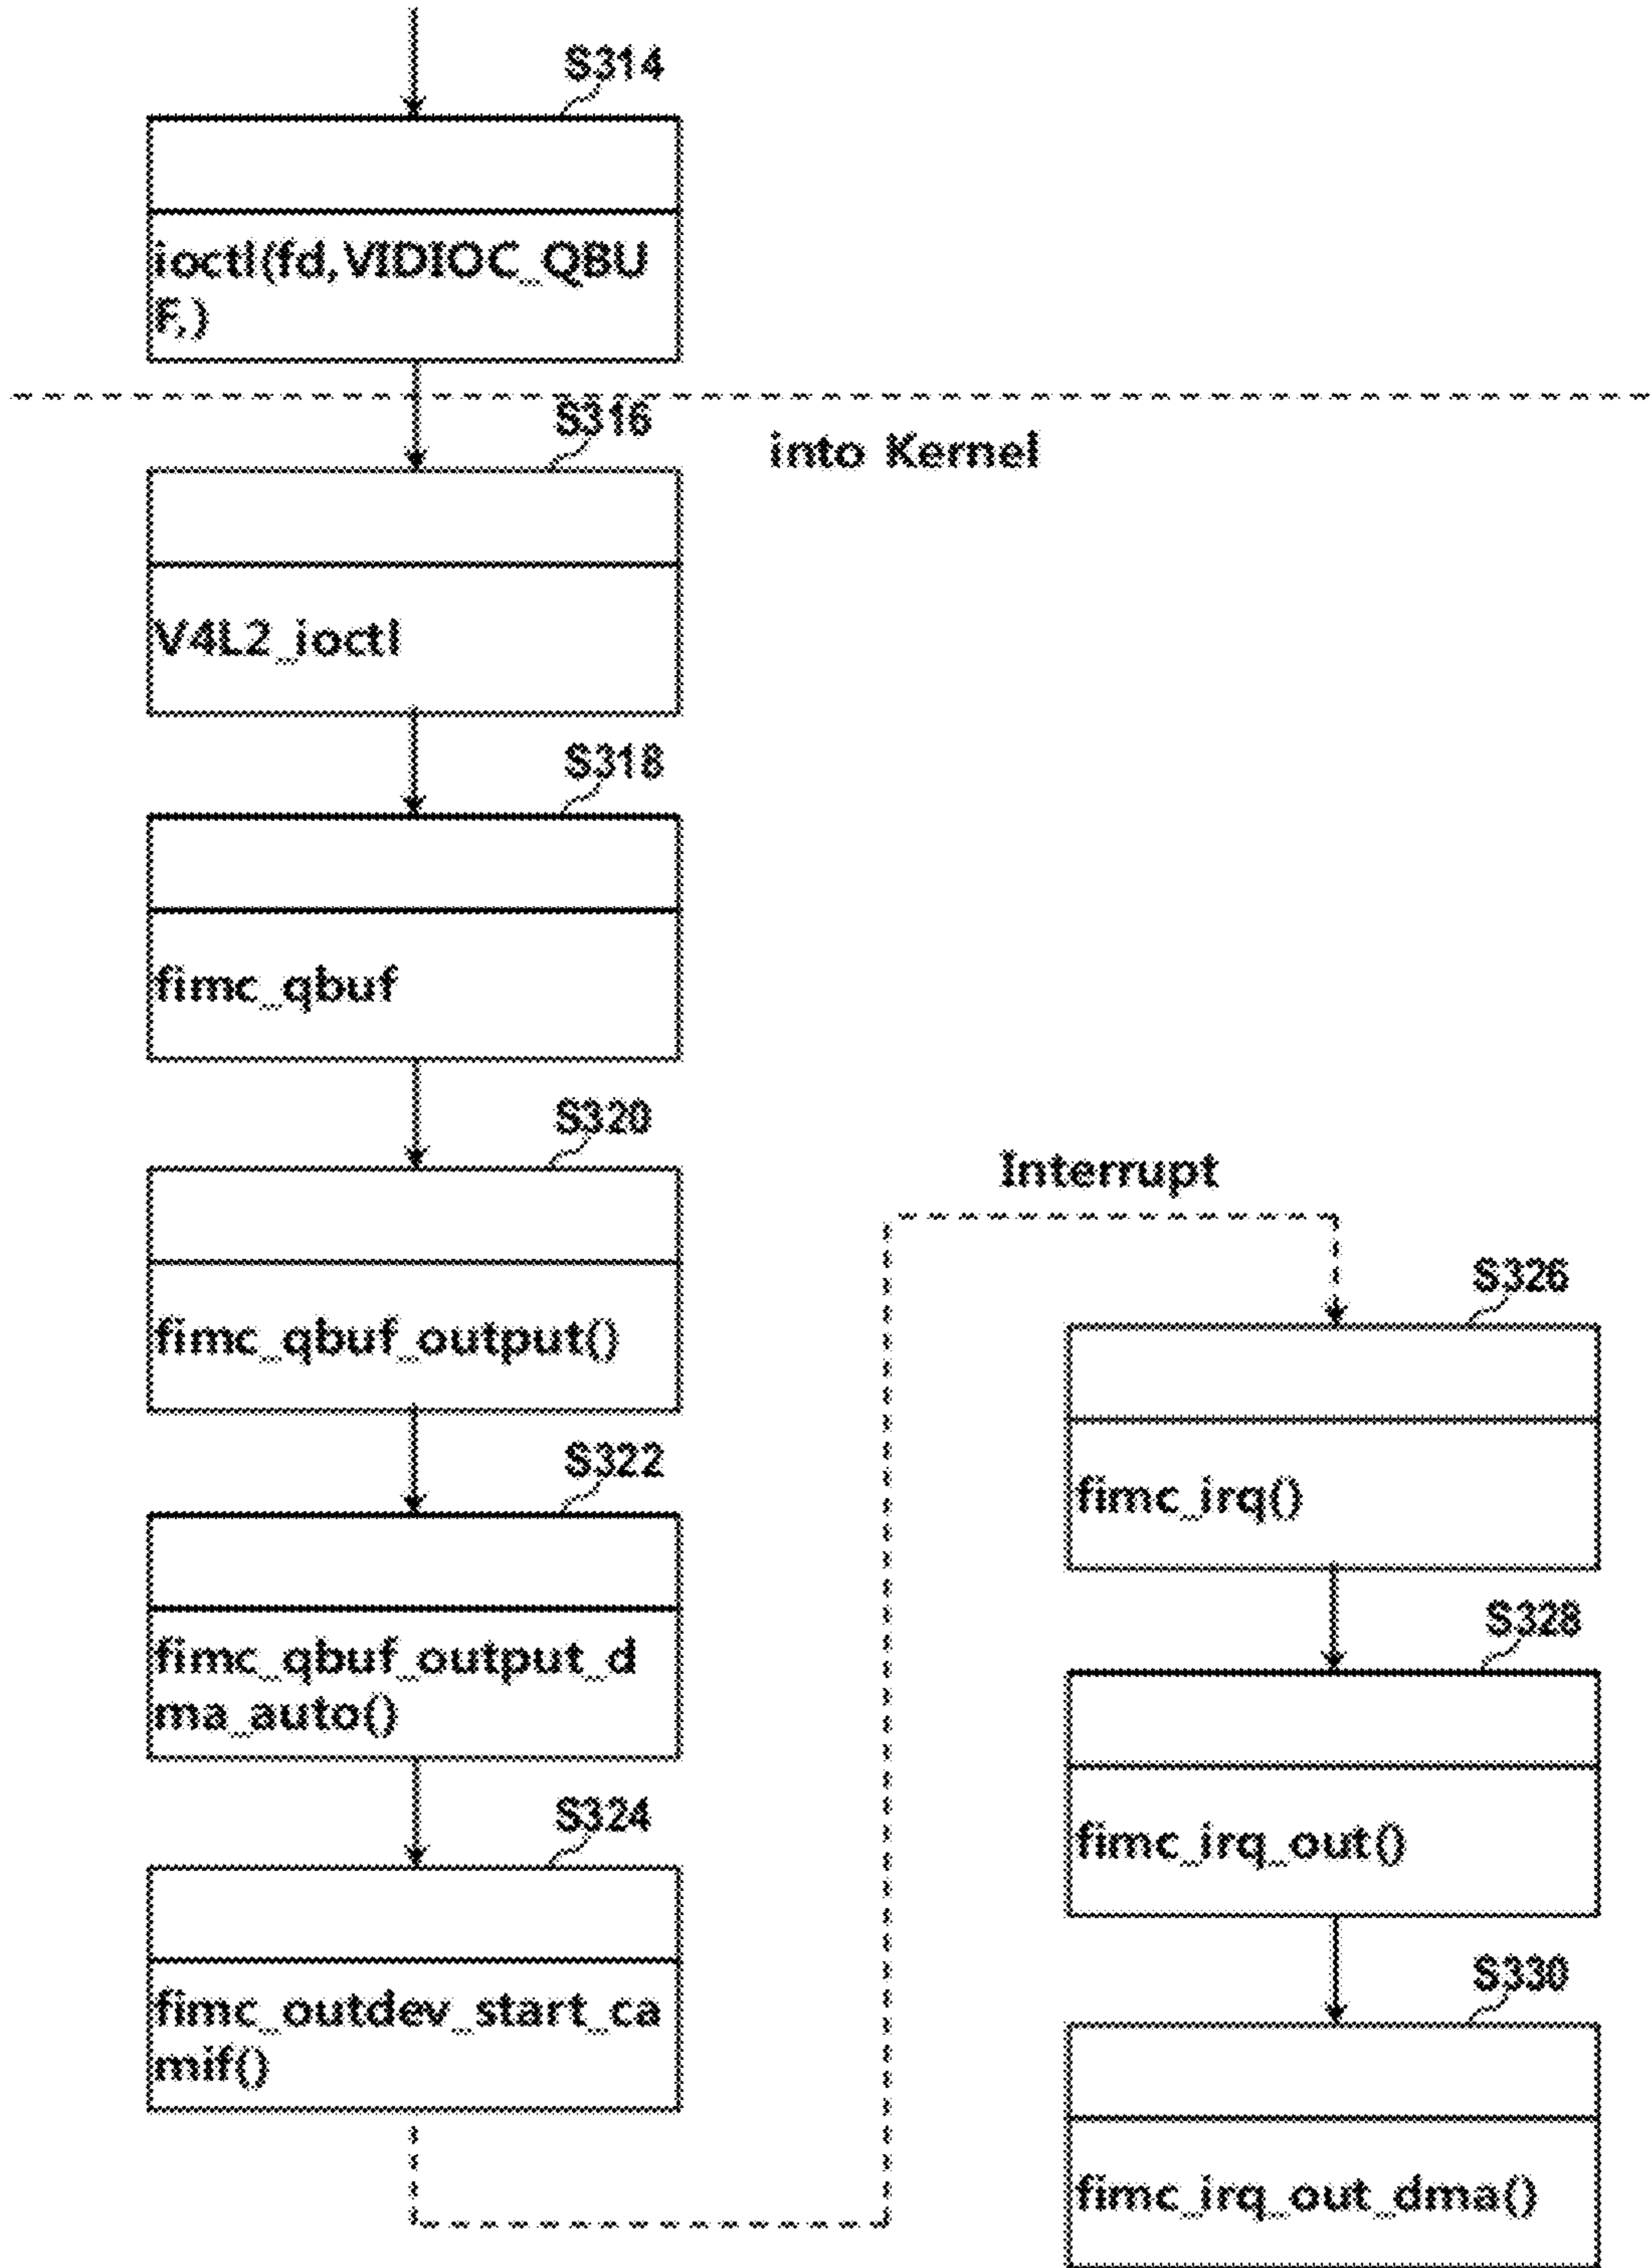 S314
ioctl(fd,VIDIOC_QBU
F,)
S316
into Kernel
V4L2_ioctl
S318
fimc_qbuf
S320
fimc_qbuf_output()
S322
fimc_qbuf_output_d
ma_auto()
S324
fimc_outdev_start_ca
mif()
Interrupt
S326
fimc_irq()
S328
fimc_irq_out()
S330
fimc_irq_out_dma()